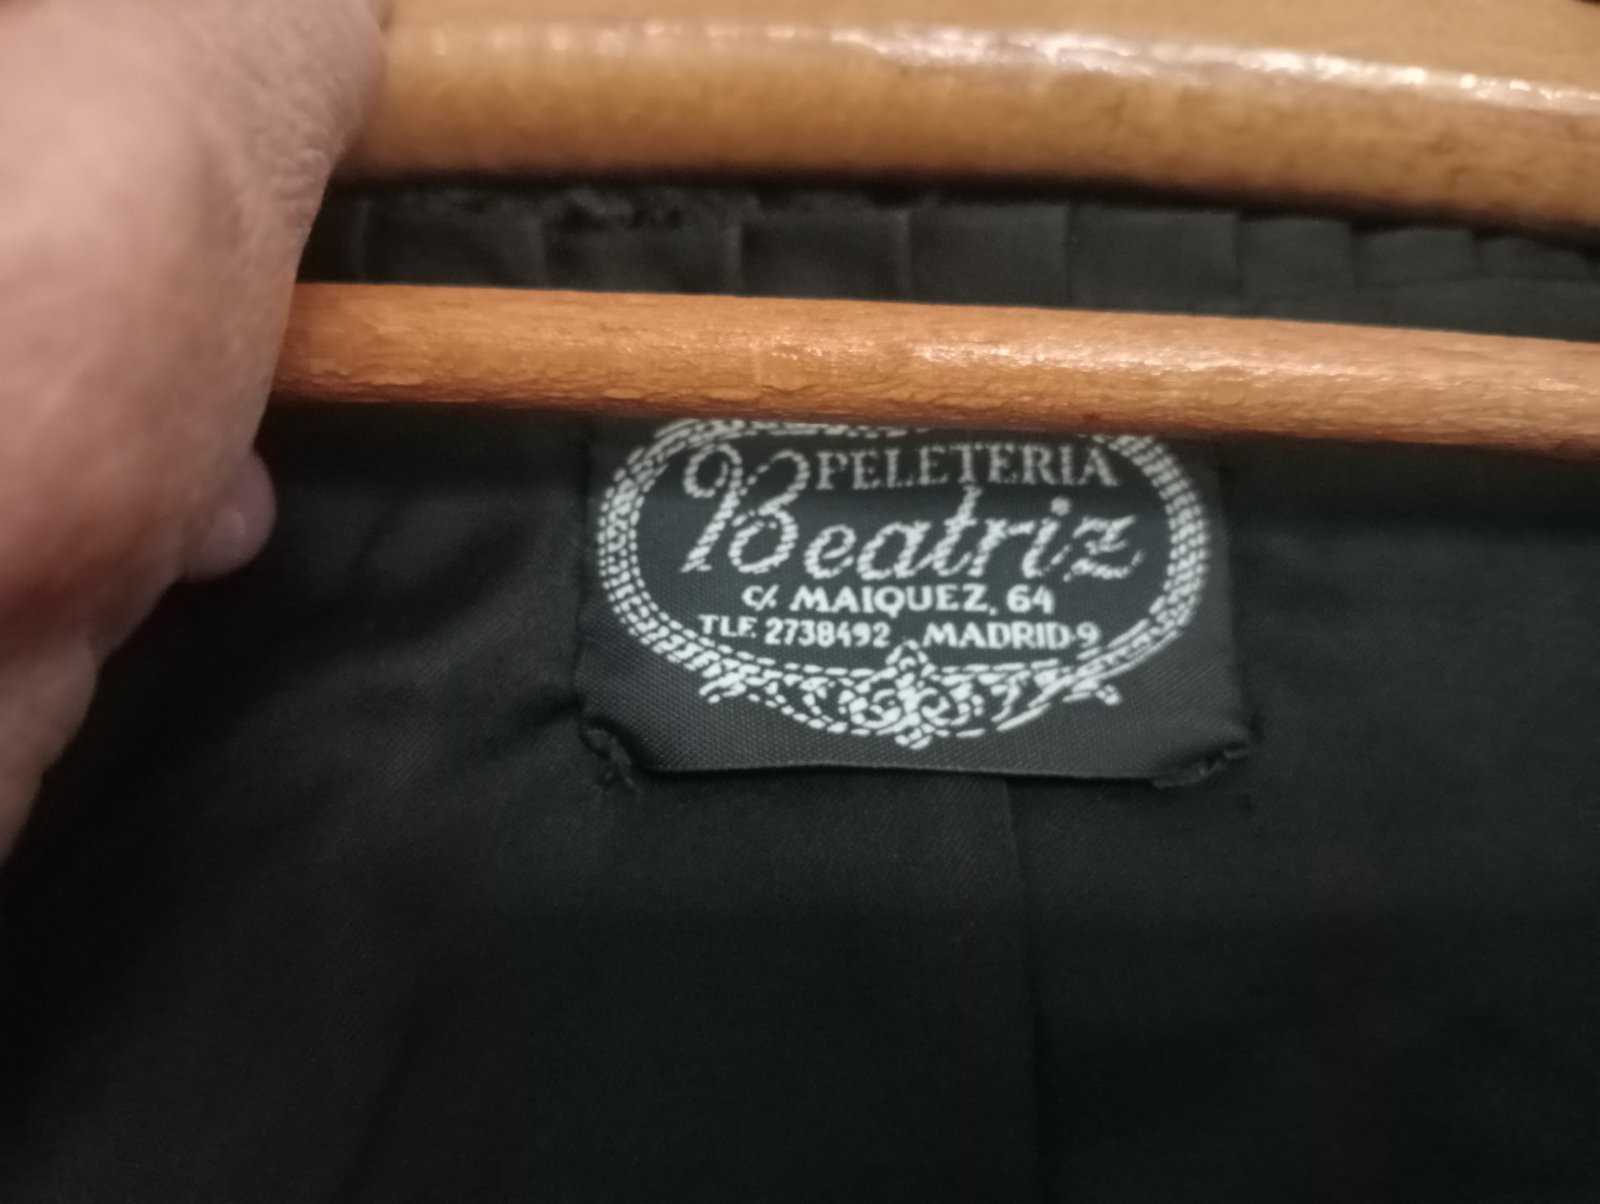 PELETERIA
Beatriz
C/. MAIQUEZ, 64
TLF. 2738492 MADRID-9